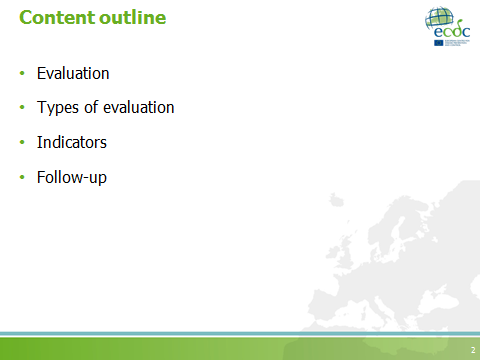 Content outline
ecdc
• Evaluation
• Types of evaluation
• Indicators
• Follow-up
2